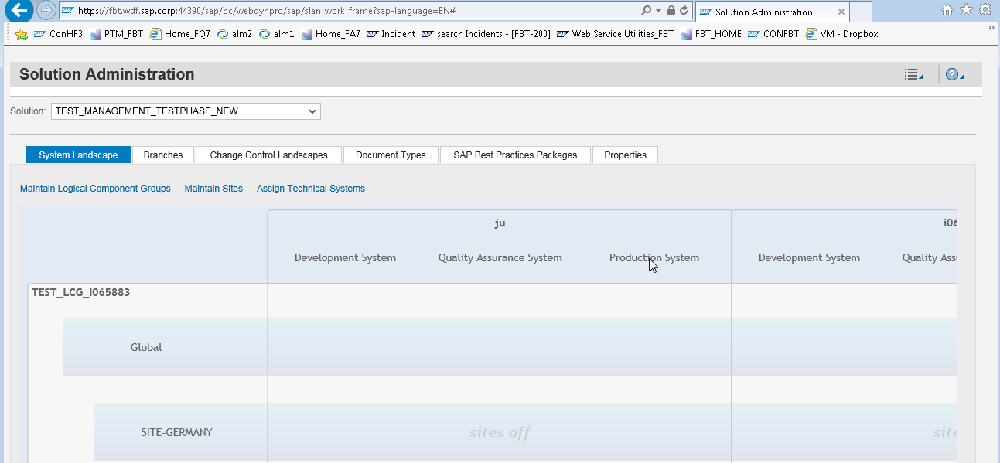 https://fbt.wdf.sap.corp:44390/sap/bc/webdynpro/sap/slan_work_frame?sap-language=EN# Solution Administration
ConHF3 PTM_FBT Home_FQ7 alm2 alm1 Home_FA7 Incident search Incidents - [FBT-200] Web Service Utilities_FBT FBT_HOME CONFBT VM - Dropbox
Solution Administration
Solution: TEST_MANAGEMENT_TESTPHASE_NEW
System Landscape Branches Change Control Landscapes Document Types SAP Best Practices Packages Properties
Maintain Logical Component Groups Maintain Sites Assign Technical Systems
ju i06
Development System Quality Assurance System Production System Development System Quality Ass
TEST_LCG_I065883
Global
SITE-GERMANY sites off site